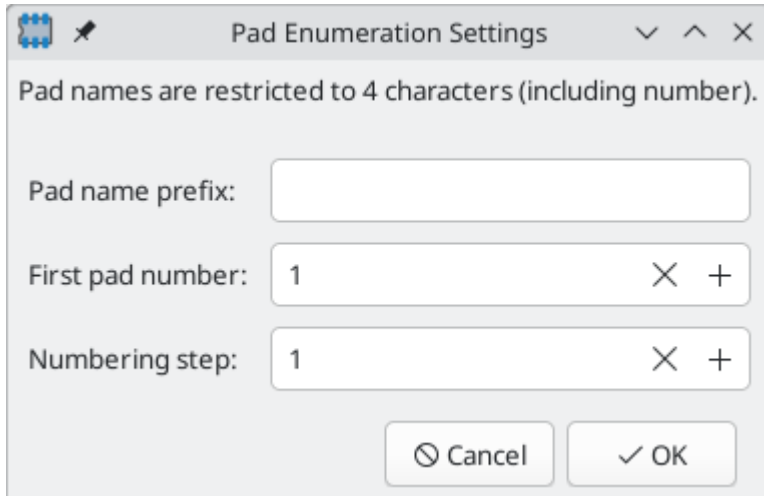 Pad Enumeration Settings
Pad names are restricted to 4 characters (including number).
Pad name prefix:
First pad number: 1
Numbering step: 1
Cancel OK